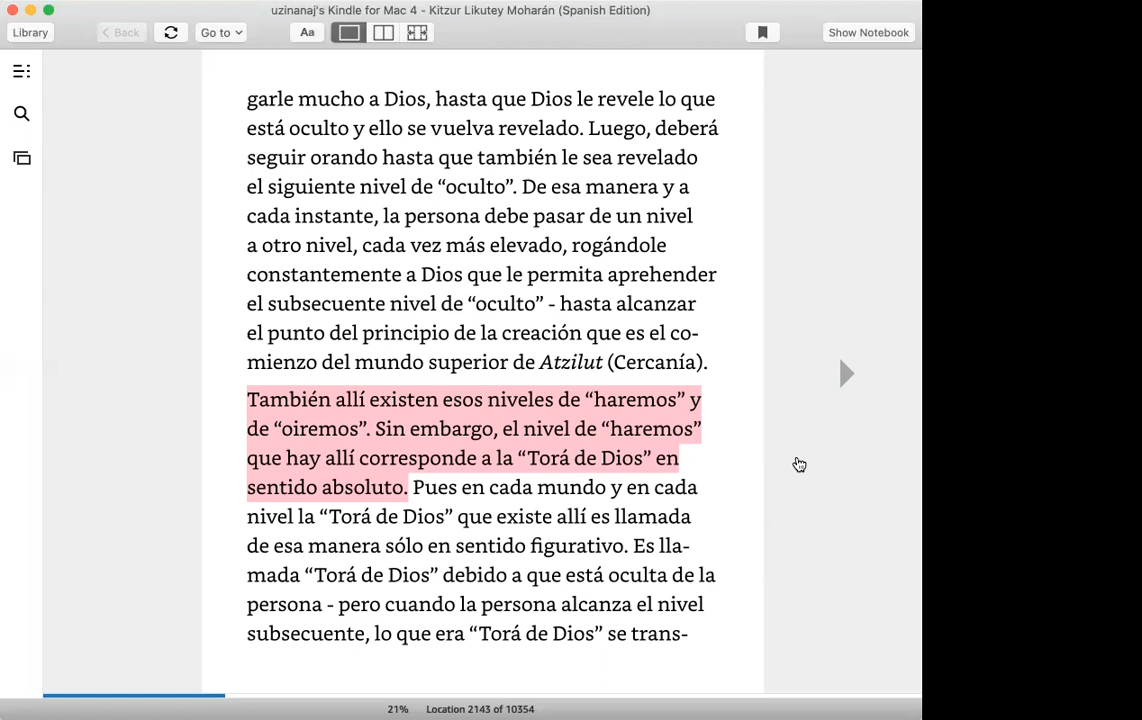 uzinanaj's Kindle for Mac 4 - Kitzur Likutey Moharán (Spanish Edition)
Library
Back
Go to
Aa
Show Notebook
garle mucho a Dios, hasta que Dios le revele lo que
está oculto y ello se vuelva revelado. Luego, deberá
seguir orando hasta que también le sea revelado
el siguiente nivel de “oculto”. De esa manera y a
cada instante, la persona debe pasar de un nivel
a otro nivel, cada vez más elevado, rogándole
constantemente a Dios que le permita aprehender
el subsecuente nivel de “oculto” - hasta alcanzar
el punto del principio de la creación que es el co-
mienzo del mundo superior de Atzilut (Cercanía).
También allí existen esos niveles de “haremos” y
de “oiremos”. Sin embargo, el nivel de “haremos”
que hay allí corresponde a la “Torá de Dios” en
sentido absoluto. Pues en cada mundo y en cada
nivel la “Torá de Dios” que existe allí es llamada
de esa manera sólo en sentido figurativo. Es lla-
mada “Torá de Dios” debido a que está oculta de la
persona - pero cuando la persona alcanza el nivel
subsecuente, lo que era “Torá de Dios” se trans-
21% Location 2143 of 10354